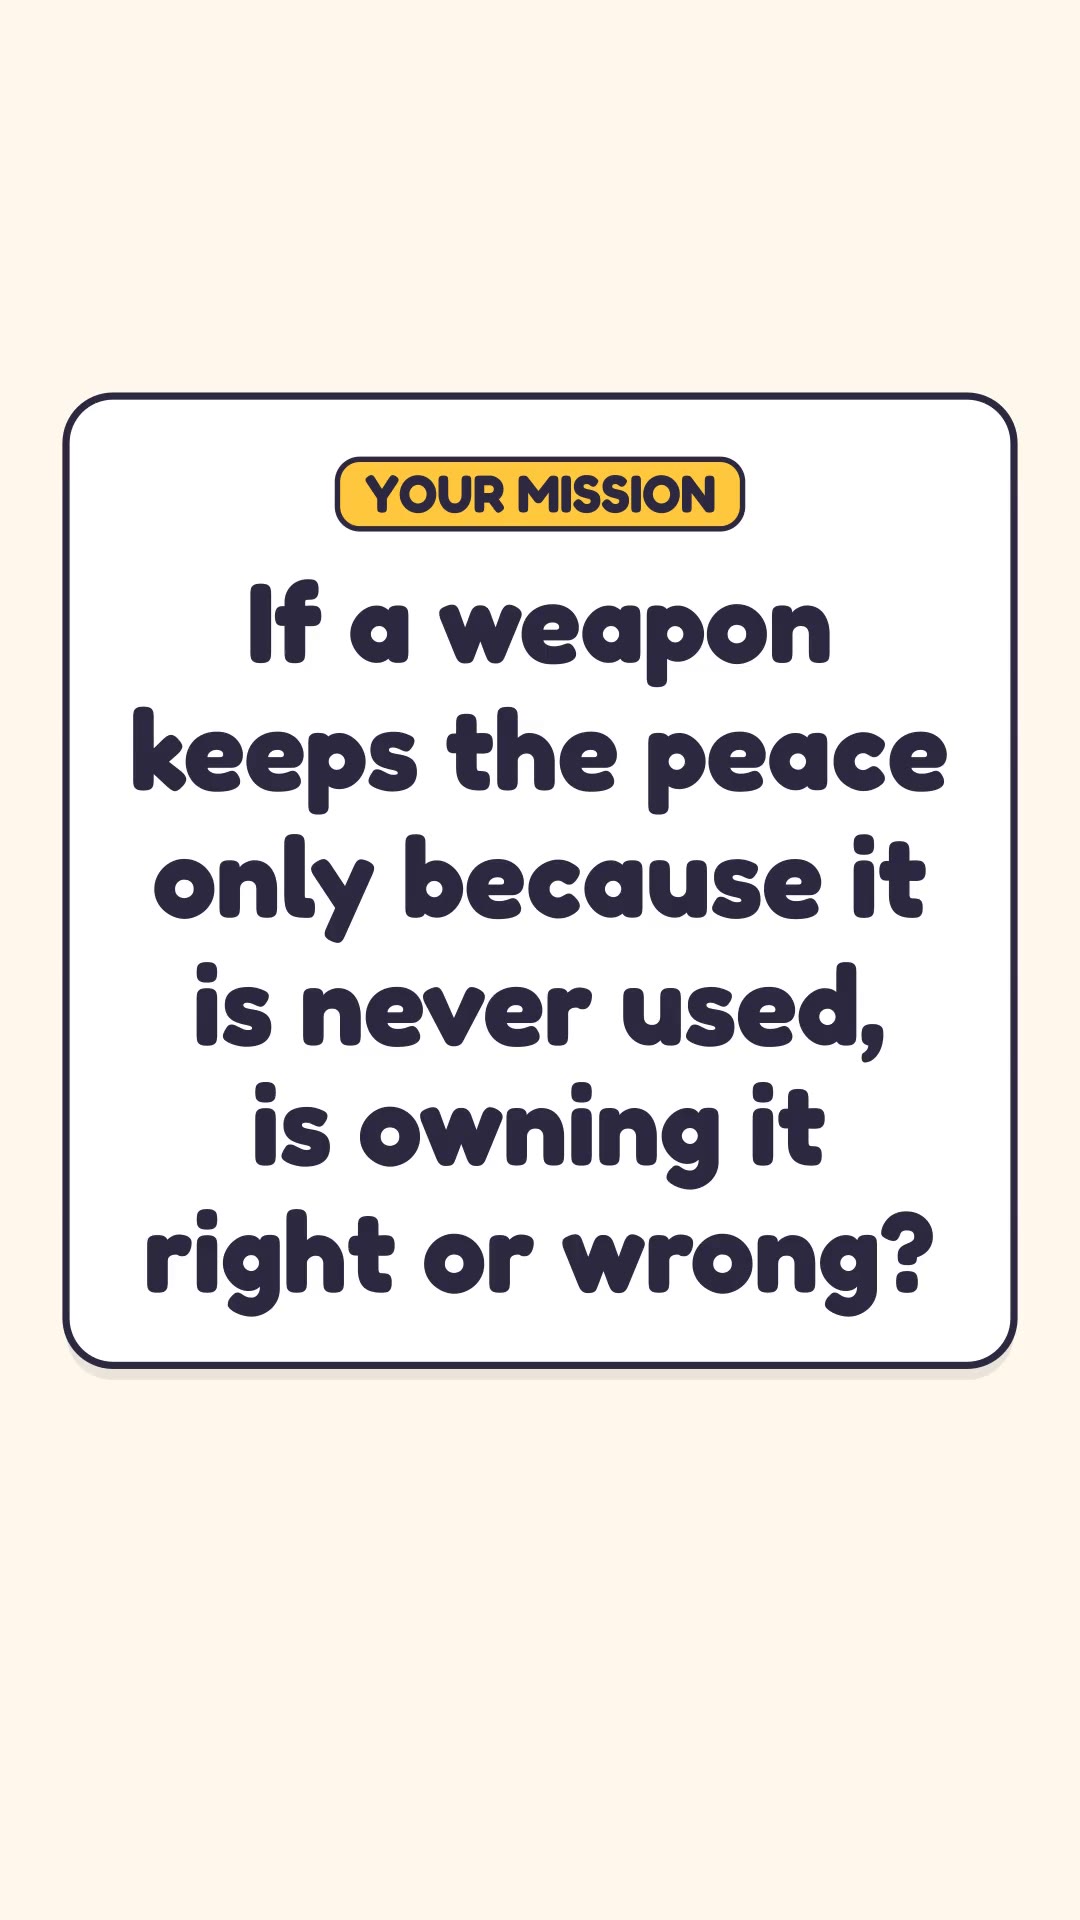 YOUR MISSION
If a weapon
keeps the peace
only because it
is never used,
is owning it
right or wrong?